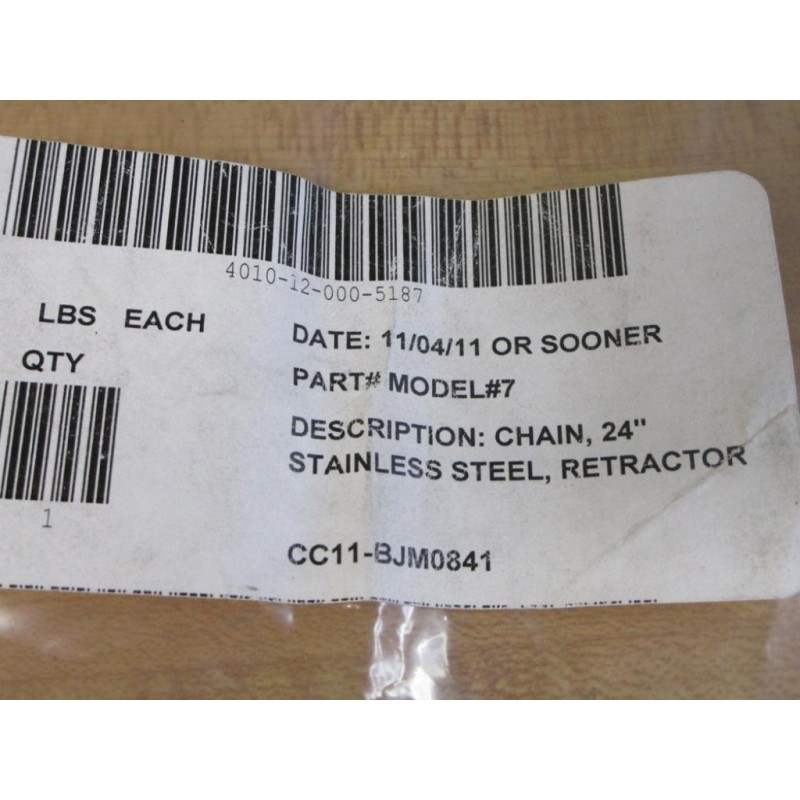 4010-12-000-5187
LBS EACH
QTY
1
DATE: 11/04/11 OR SOONER
PART# MODEL#7
DESCRIPTION: CHAIN, 24"
STAINLESS STEEL, RETRACTOR
CC11-BJM0841